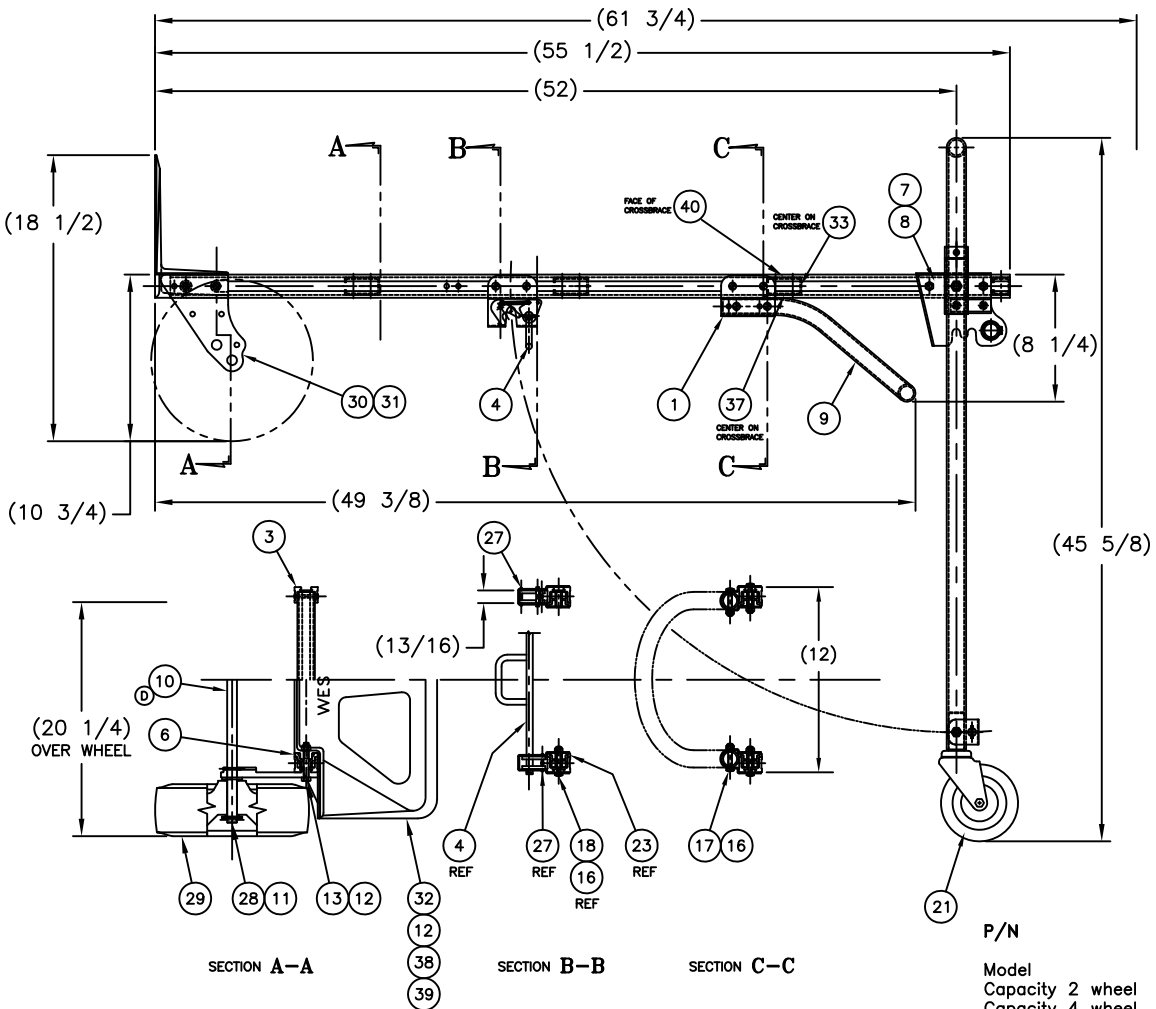 (61 3/4)
(55 1/2)
(52)
A
B
C
7
8
FACE OF
CROSSBRACE
40
CENTER ON
CROSSBRACE
33
(18 1/2)
(8 1/4)
30
31
4
1
37
9
CENTER ON
CROSSBRACE
A
B
C
(49 3/8)
(10 3/4)
(45 5/8)
3
27
(13/16)
(12)
D
10
WES
(20 1/4)
OVER WHEEL
6
29
28
11
13
12
32
12
38
39
4
REF
27
REF
18
16
REF
23
REF
17
16
21
SECTION A-A
SECTION B-B
SECTION C-C
P/N
Model
Capacity 2 wheel
Capacity 4 wheel